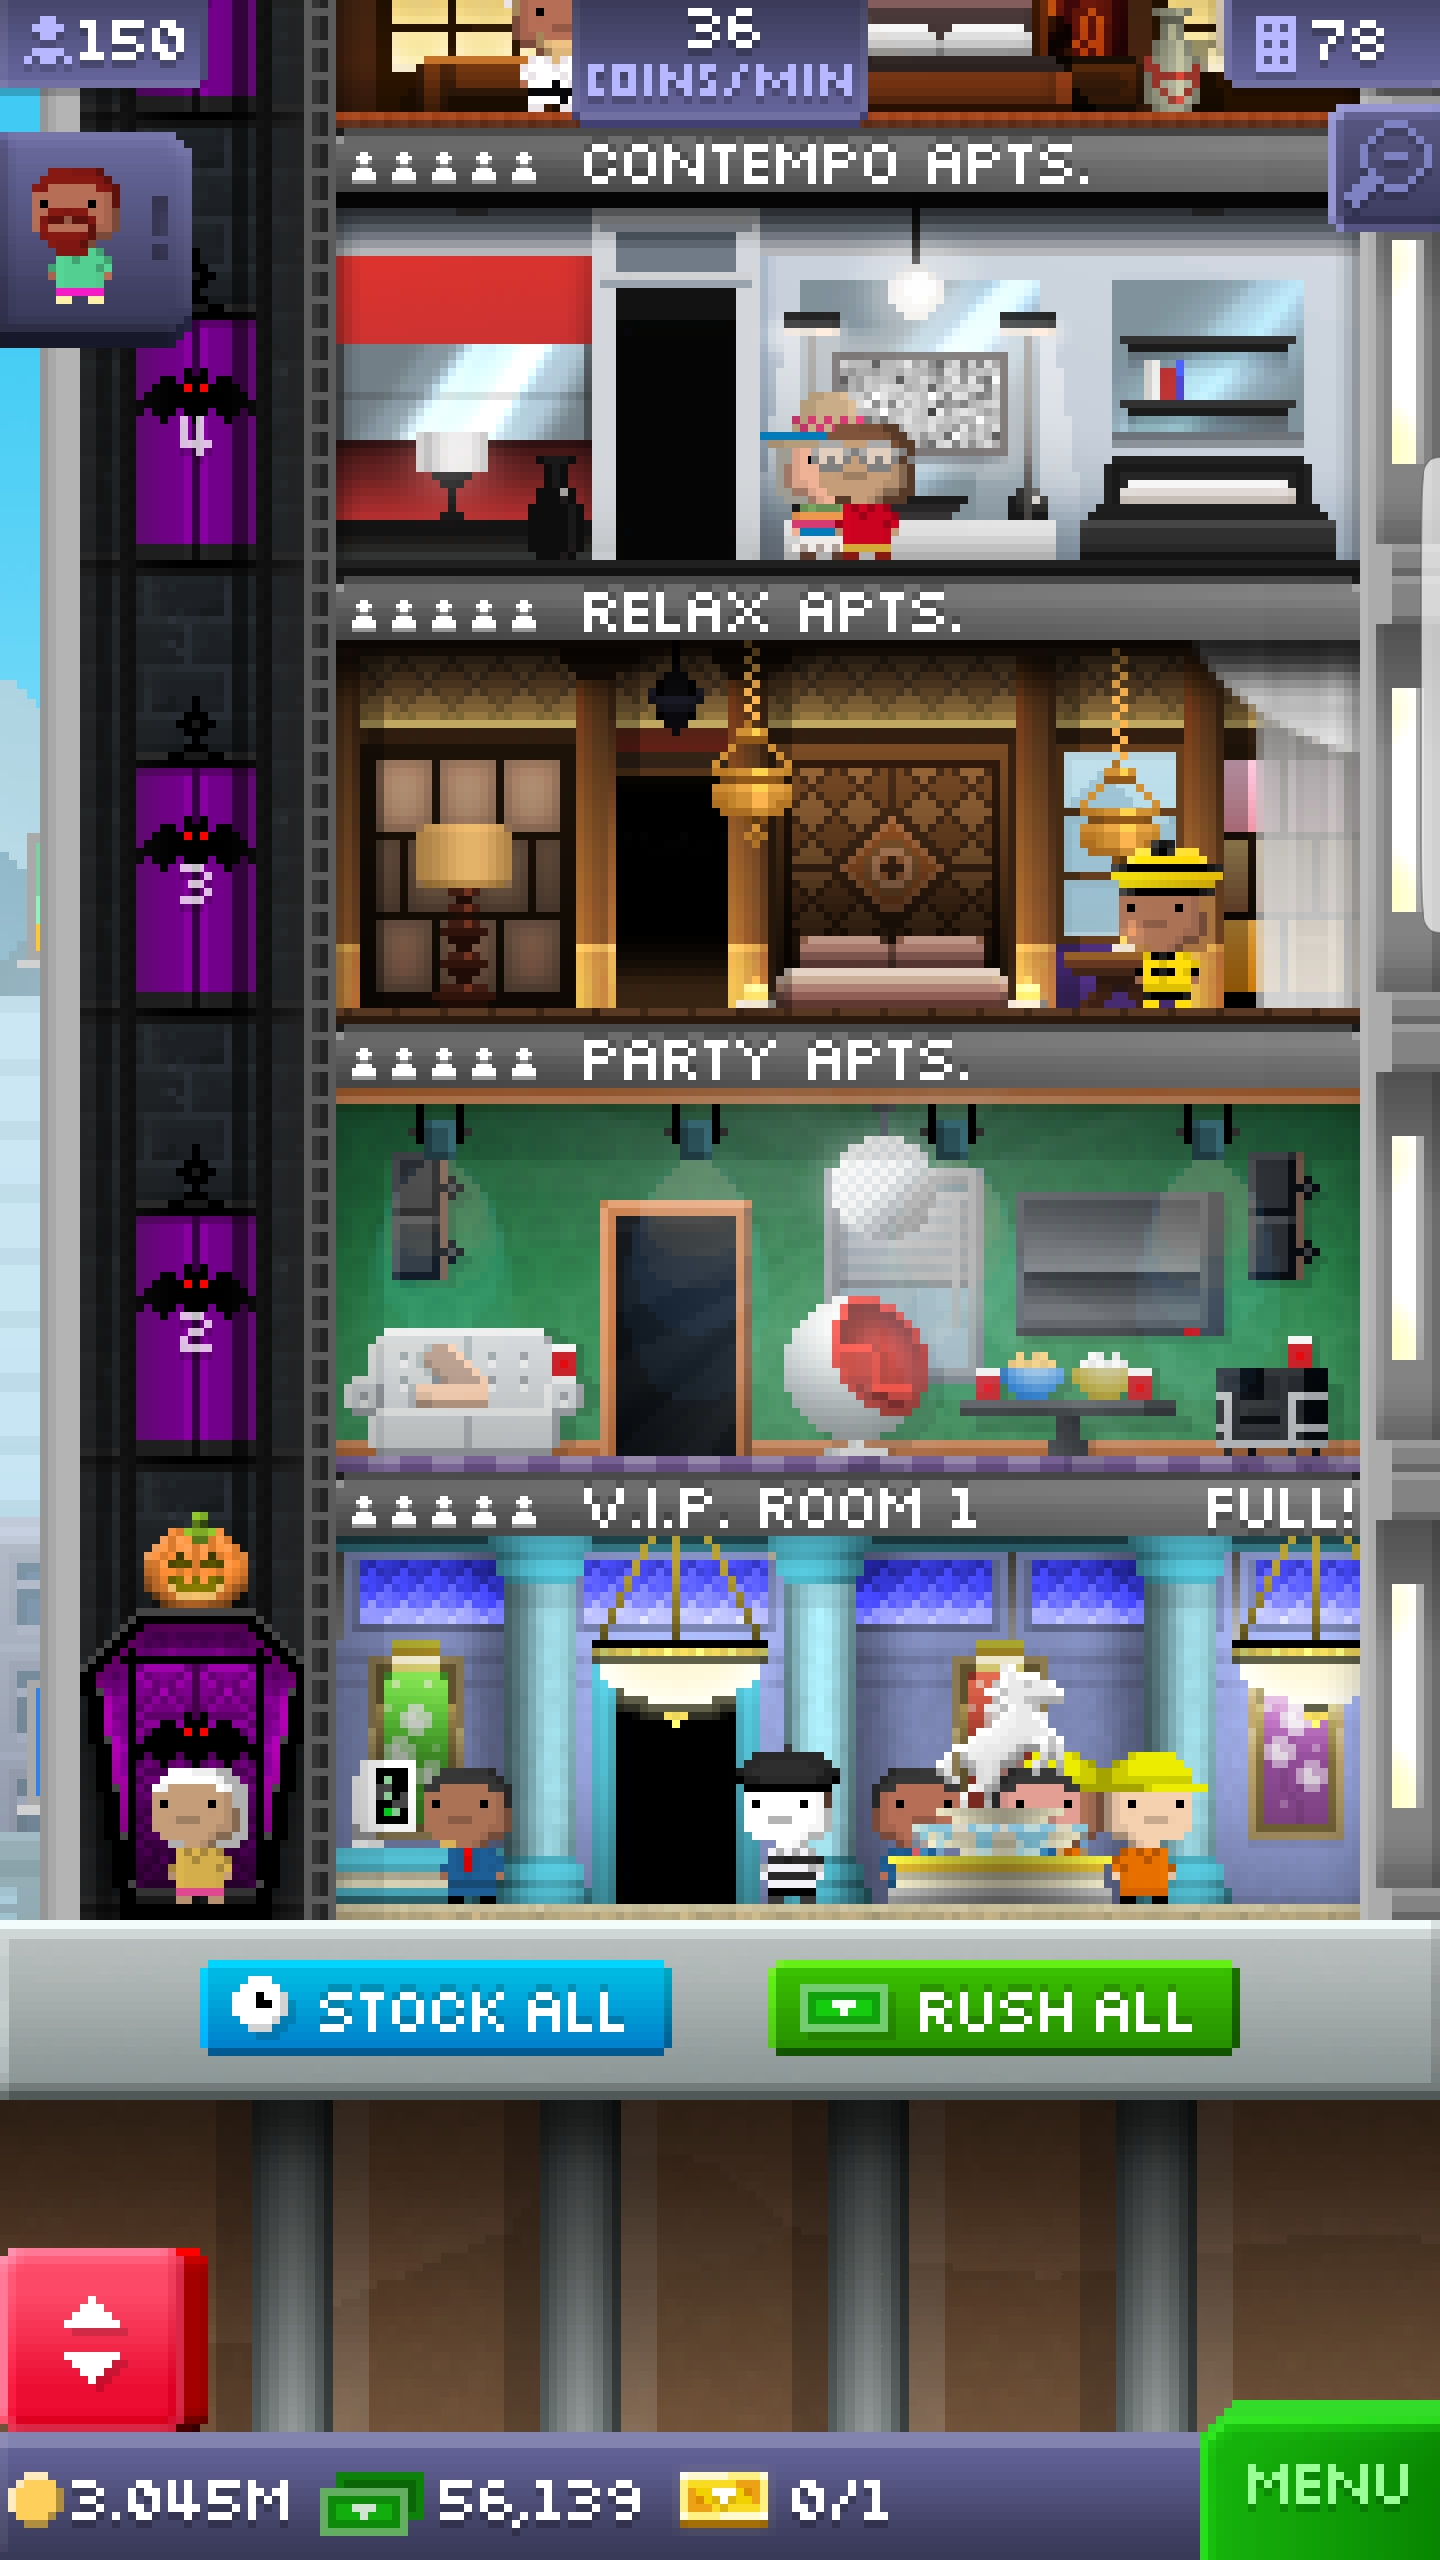 150
36
COINS/MIN
78
CONTEMPO APTS.
!
4
RELAX APTS.
3
PARTY APTS.
2
V.I.P. ROOM 1 FULL!
STOCK ALL
RUSH ALL
3.045M 56,139 0/1
MENU